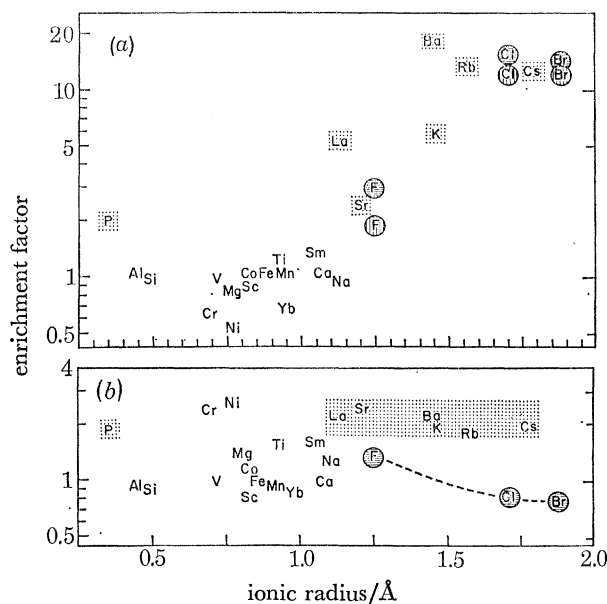 (a)
20
10
5
1
0.5
enrichment factor
Ba
Rb
Cl
Cl
Cs
Br
Br
La
K
F
F
Sr
P
Al Si
V
Mg
Cr
Ni
Co Fe Mn
Sc
Ti
Yb
Sm
Ca Na
(b)
4
1
0.5
P
Cr Ni
La
Sr
Ba
K
Rb
Cs
Al Si
V
Mg
Co
Fe Mn Yb
Sc
Ti
Sm
Na
Ca
F
Cl
Br
0.5 1.0 1.5 2.0
ionic radius/Å